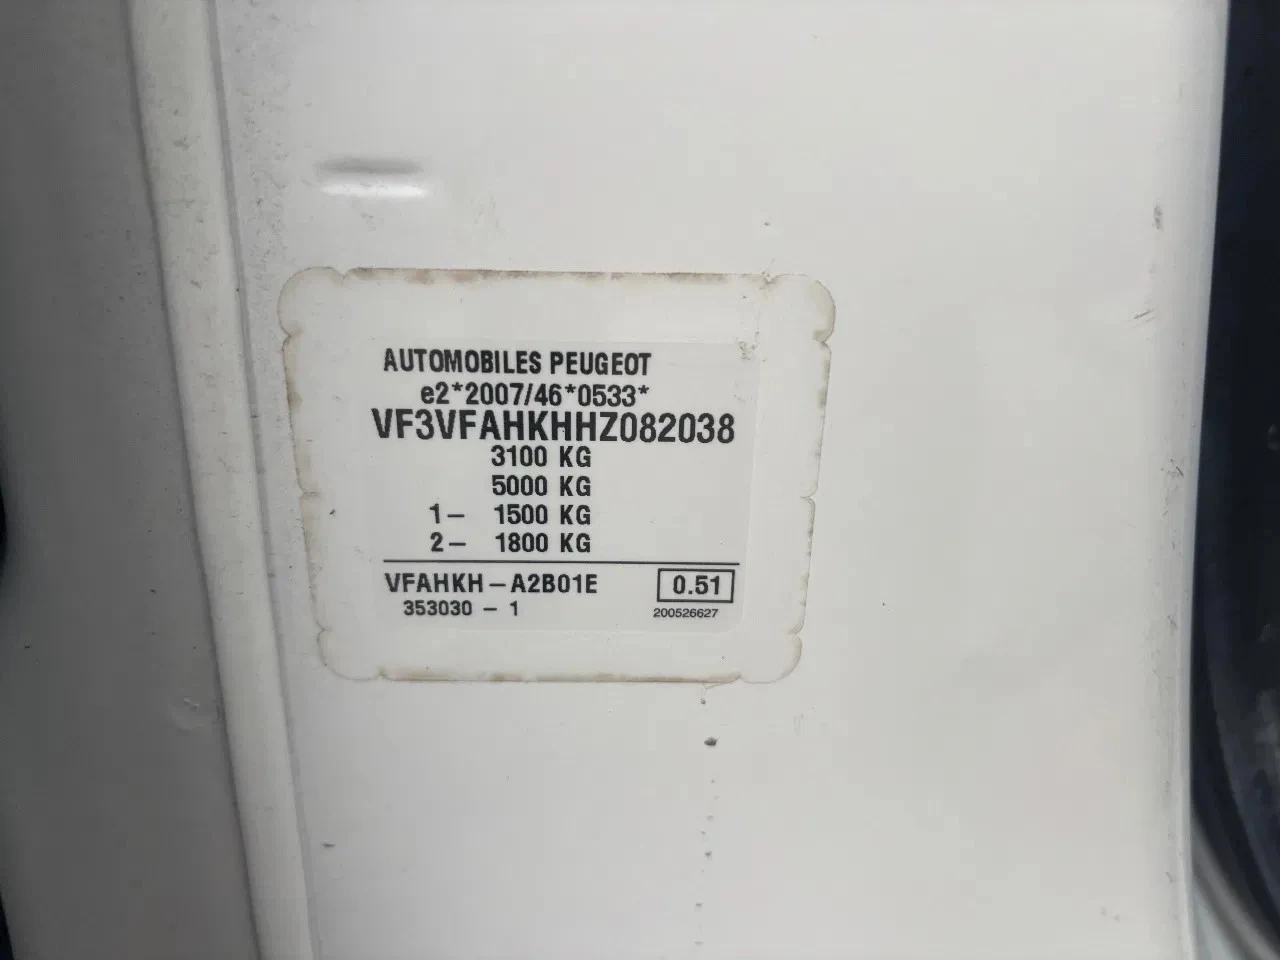 AUTOMOBILES PEUGEOT
e2*2007/46*0533*
VF3VFAHKHHZ082038
3100 KG
5000 KG
1– 1500 KG
2– 1800 KG
VFAHKH–A2B01E 0.51
353030 – 1 200526627